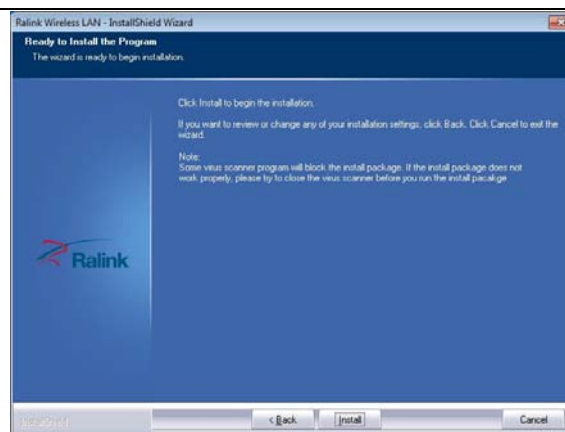 Ralink Wireless LAN - InstallShield Wizard
Ready to Install the Program
The wizard is ready to begin installation.
Click Install to begin the installation.
If you want to review or change any of your installation settings, click Back. Click Cancel to exit the
wizard.
Note:
Some virus scanner program will block the install package. If the install package does not
work properly, please try to close the virus scanner before you run the install pacakge
Ralink
InstallShield
< Back
Install
Cancel